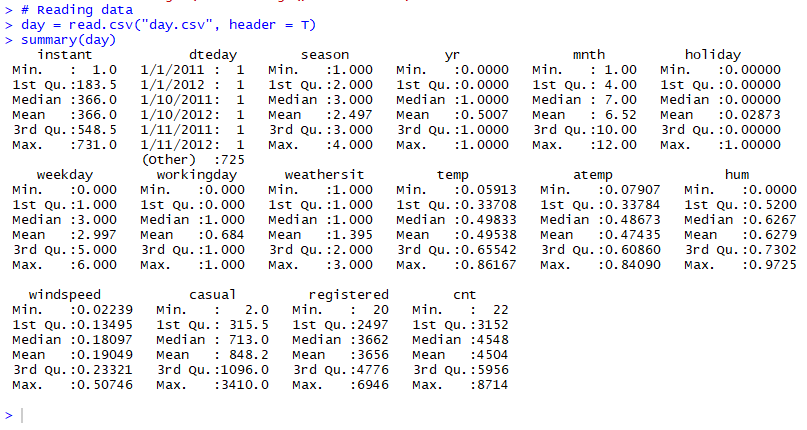 > # Reading data
> day = read.csv("day.csv", header = T)
> summary(day)
    instant          dteday        season            yr              mnth          holiday
 Min.   :  1.0   1/1/2011 :  1   Min.   :1.000   Min.   :0.0000   Min.   : 1.00   Min.   :0.00000
 1st Qu.:183.5   1/1/2012 :  1   1st Qu.:2.000   1st Qu.:0.0000   1st Qu.: 4.00   1st Qu.:0.00000
 Median :366.0   1/10/2011:  1   Median :3.000   Median :1.0000   Median : 7.00   Median :0.00000
 Mean   :366.0   1/10/2012:  1   Mean   :2.497   Mean   :0.5007   Mean   : 6.52   Mean   :0.02873
 3rd Qu.:548.5   1/11/2011:  1   3rd Qu.:3.000   3rd Qu.:1.0000   3rd Qu.:10.00   3rd Qu.:0.00000
 Max.   :731.0   1/11/2012:  1   Max.   :4.000   Max.   :1.0000   Max.   :12.00   Max.   :1.00000
                 (Other)  :725
    weekday        workingday      weathersit         temp             atemp              hum
 Min.   :0.000   Min.   :0.000   Min.   :1.000   Min.   :0.05913   Min.   :0.07907   Min.   :0.0000
 1st Qu.:1.000   1st Qu.:0.000   1st Qu.:1.000   1st Qu.:0.33708   1st Qu.:0.33784   1st Qu.:0.5200
 Median :3.000   Median :1.000   Median :1.000   Median :0.49833   Median :0.48673   Median :0.6267
 Mean   :2.997   Mean   :0.684   Mean   :1.395   Mean   :0.49538   Mean   :0.47435   Mean   :0.6279
 3rd Qu.:5.000   3rd Qu.:1.000   3rd Qu.:2.000   3rd Qu.:0.65542   3rd Qu.:0.60860   3rd Qu.:0.7302
 Max.   :6.000   Max.   :1.000   Max.   :3.000   Max.   :0.86167   Max.   :0.84090   Max.   :0.9725
   windspeed           casual         registered        cnt
 Min.   :0.02239   Min.   :   2.0   Min.   :  20   Min.   :  22
 1st Qu.:0.13495   1st Qu.: 315.5   1st Qu.:2497   1st Qu.:3152
 Median :0.18097   Median : 713.0   Median :3662   Median :4548
 Mean   :0.19049   Mean   : 848.2   Mean   :3656   Mean   :4504
 3rd Qu.:0.23321   3rd Qu.:1096.0   3rd Qu.:4776   3rd Qu.:5956
 Max.   :0.50746   Max.   :3410.0   Max.   :6946   Max.   :8714
>